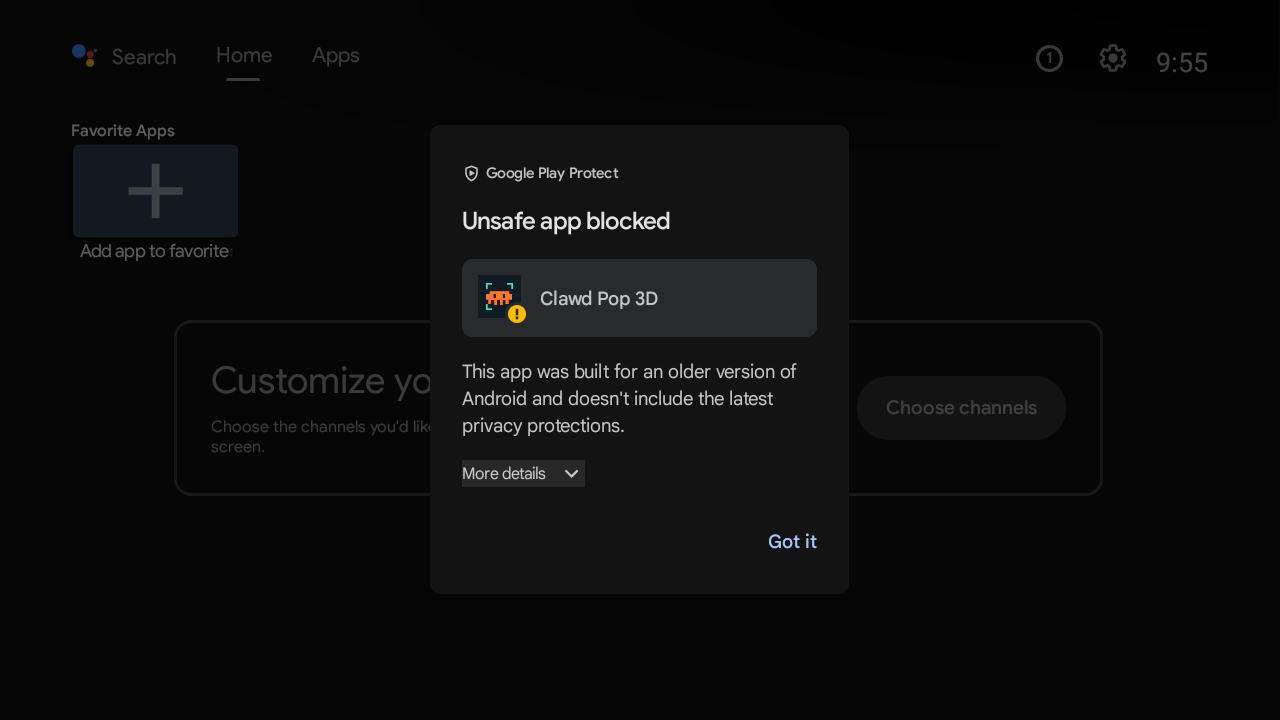 Search
Home
Apps
1
9:55
Favorite Apps
Add app to favorite
Customize yo
Choose the channels you'd like
screen.
Choose channels
Google Play Protect
Unsafe app blocked
Clawd Pop 3D
This app was built for an older version of
Android and doesn't include the latest
privacy protections.
More details
Got it